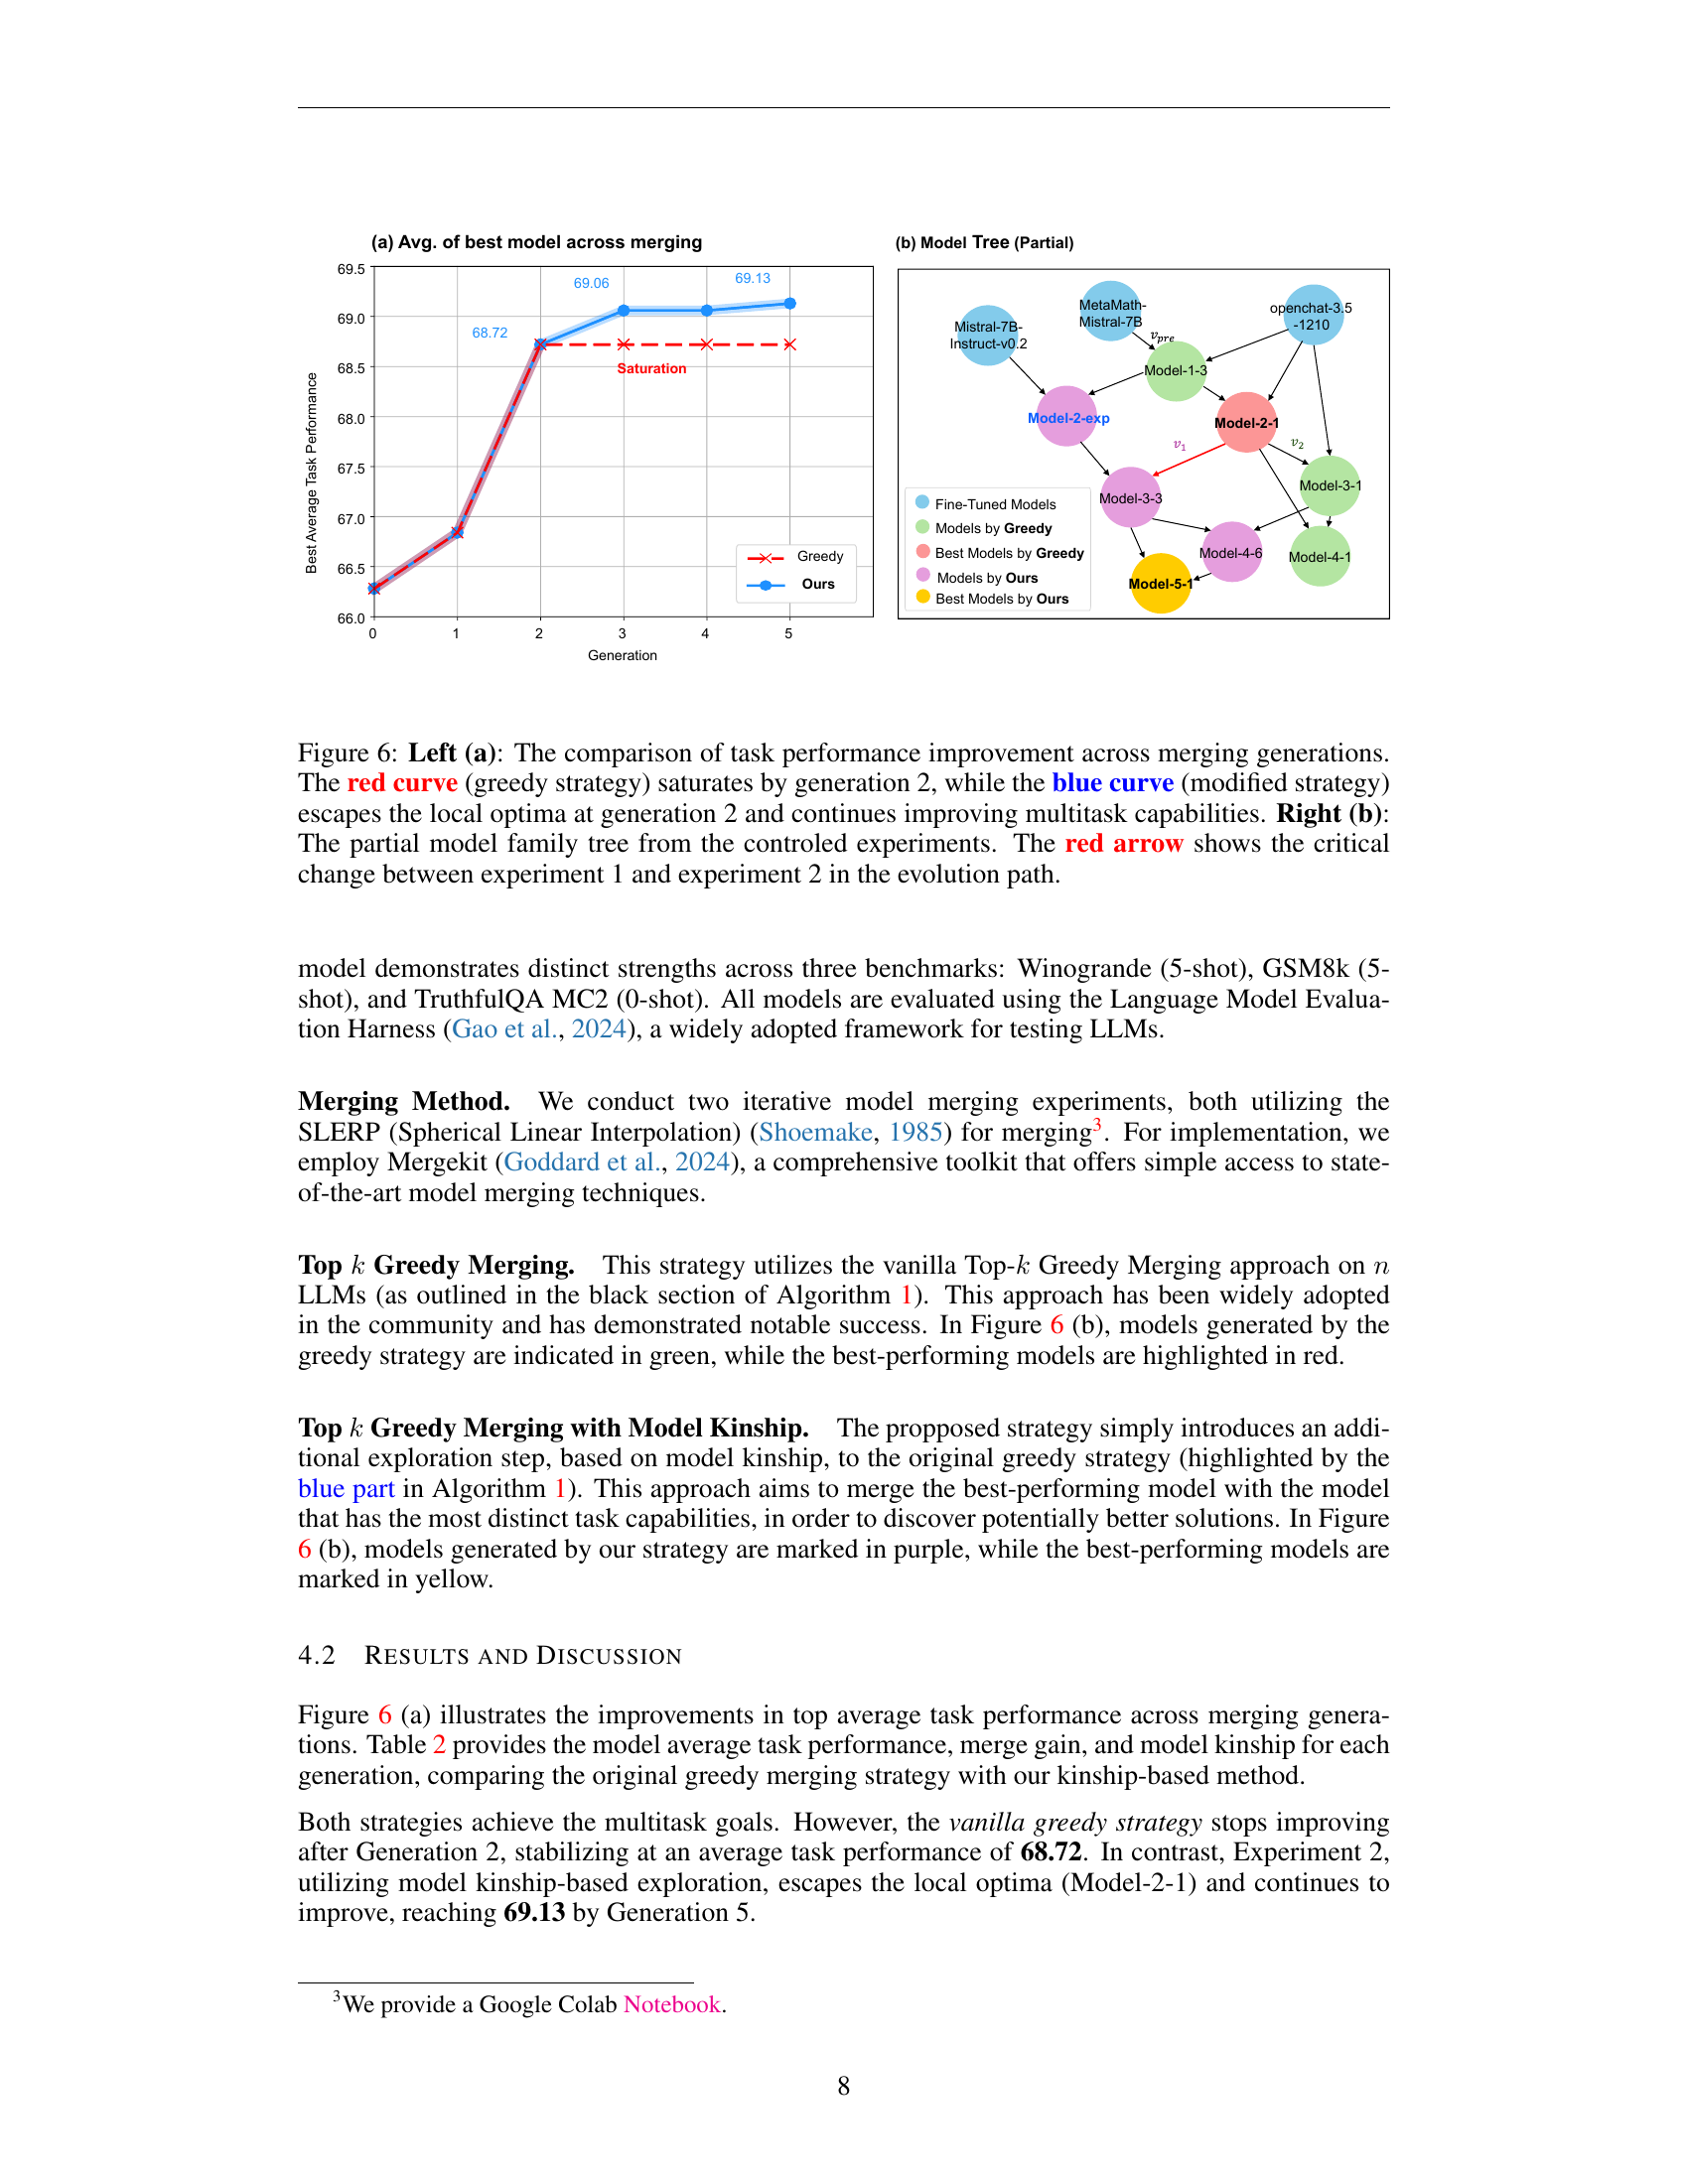 (a) Avg. of best model across merging
69.5
69.0
68.5
68.0
67.5
67.0
66.5
66.0
0
1
2
3
4
5
Best Average Task Performance
Generation
68.72
69.06
69.13
Saturation
Greedy
Ours
(b) Model Tree (Partial)
Mistral-7B-
Instruct-v0.2
MetaMath-
Mistral-7B
openchat-3.5
-1210
v_pre
Model-1-3
Model-2-exp
Model-2-1
v_1
v_2
Model-3-3
Model-3-1
Model-4-6
Model-4-1
Model-5-1
Fine-Tuned Models
Models by Greedy
Best Models by Greedy
Models by Ours
Best Models by Ours
Figure 6: Left (a): The comparison of task performance improvement across merging generations.
The red curve (greedy strategy) saturates by generation 2, while the blue curve (modified strategy)
escapes the local optima at generation 2 and continues improving multitask capabilities. Right (b):
The partial model family tree from the controled experiments. The red arrow shows the critical
change between experiment 1 and experiment 2 in the evolution path.
model demonstrates distinct strengths across three benchmarks: Winogrande (5-shot), GSM8k (5-
shot), and TruthfulQA MC2 (0-shot). All models are evaluated using the Language Model Evalua-
tion Harness (Gao et al., 2024), a widely adopted framework for testing LLMs.
Merging Method. We conduct two iterative model merging experiments, both utilizing the
SLERP (Spherical Linear Interpolation) (Shoemake, 1985) for merging3. For implementation, we
employ Mergekit (Goddard et al., 2024), a comprehensive toolkit that offers simple access to state-
of-the-art model merging techniques.
Top k Greedy Merging. This strategy utilizes the vanilla Top-k Greedy Merging approach on n
LLMs (as outlined in the black section of Algorithm 1). This approach has been widely adopted
in the community and has demonstrated notable success. In Figure 6 (b), models generated by the
greedy strategy are indicated in green, while the best-performing models are highlighted in red.
Top k Greedy Merging with Model Kinship. The propposed strategy simply introduces an addi-
tional exploration step, based on model kinship, to the original greedy strategy (highlighted by the
blue part in Algorithm 1). This approach aims to merge the best-performing model with the model
that has the most distinct task capabilities, in order to discover potentially better solutions. In Figure
6 (b), models generated by our strategy are marked in purple, while the best-performing models are
marked in yellow.
4.2 RESULTS AND DISCUSSION
Figure 6 (a) illustrates the improvements in top average task performance across merging genera-
tions. Table 2 provides the model average task performance, merge gain, and model kinship for each
generation, comparing the original greedy merging strategy with our kinship-based method.
Both strategies achieve the multitask goals. However, the vanilla greedy strategy stops improving
after Generation 2, stabilizing at an average task performance of 68.72. In contrast, Experiment 2,
utilizing model kinship-based exploration, escapes the local optima (Model-2-1) and continues to
improve, reaching 69.13 by Generation 5.
3We provide a Google Colab Notebook.
8